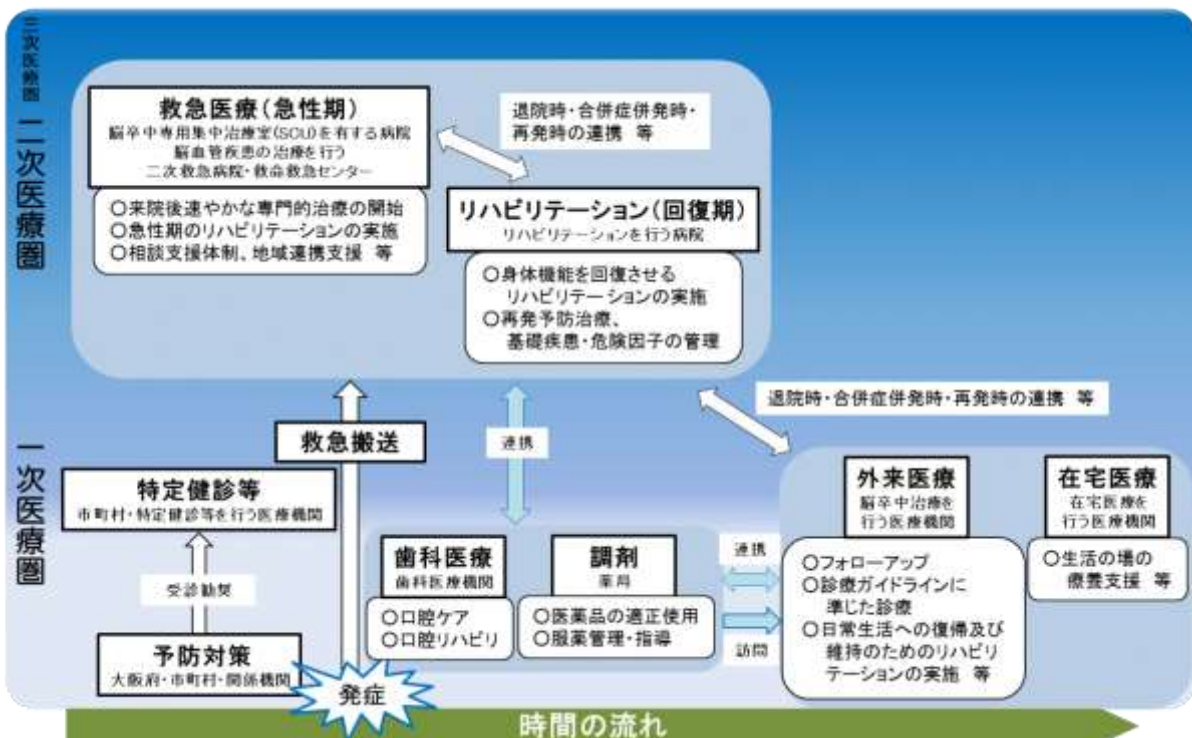 三次医療圏
二次医療圏
救急医療(急性期)
脳卒中専用集中治療室(SCU)を有する病院
脳血管疾患の治療を行う
二次救急病院・救命救急センター
○来院後速やかな専門的治療の開始
○急性期のリハビリテーションの実施
○相談支援体制、地域連携支援 等
退院時・合併症併発時・
再発時の連携 等
リハビリテーション(回復期)
リハビリテーションを行う病院
○身体機能を回復させる
リハビリテーションの実施
○再発予防治療、
基礎疾患・危険因子の管理
退院時・合併症併発時・再発時の連携 等
一次医療圏
救急搬送
連携
特定健診等
市町村・特定健診等を行う医療機関
受診勧奨
予防対策
大阪府・市町村・関係機関
発症
歯科医療
歯科医療機関
○口腔ケア
○口腔リハビリ
調剤
薬局
○医薬品の適正使用
○服薬管理・指導
連携
訪問
外来医療
脳卒中治療を
行う医療機関
○フォローアップ
○診療ガイドラインに
準じた診療
○日常生活への復帰及び
維持のためのリハビリ
テーションの実施 等
在宅医療
在宅医療を
行う医療機関
○生活の場の
療養支援 等
時間の流れ